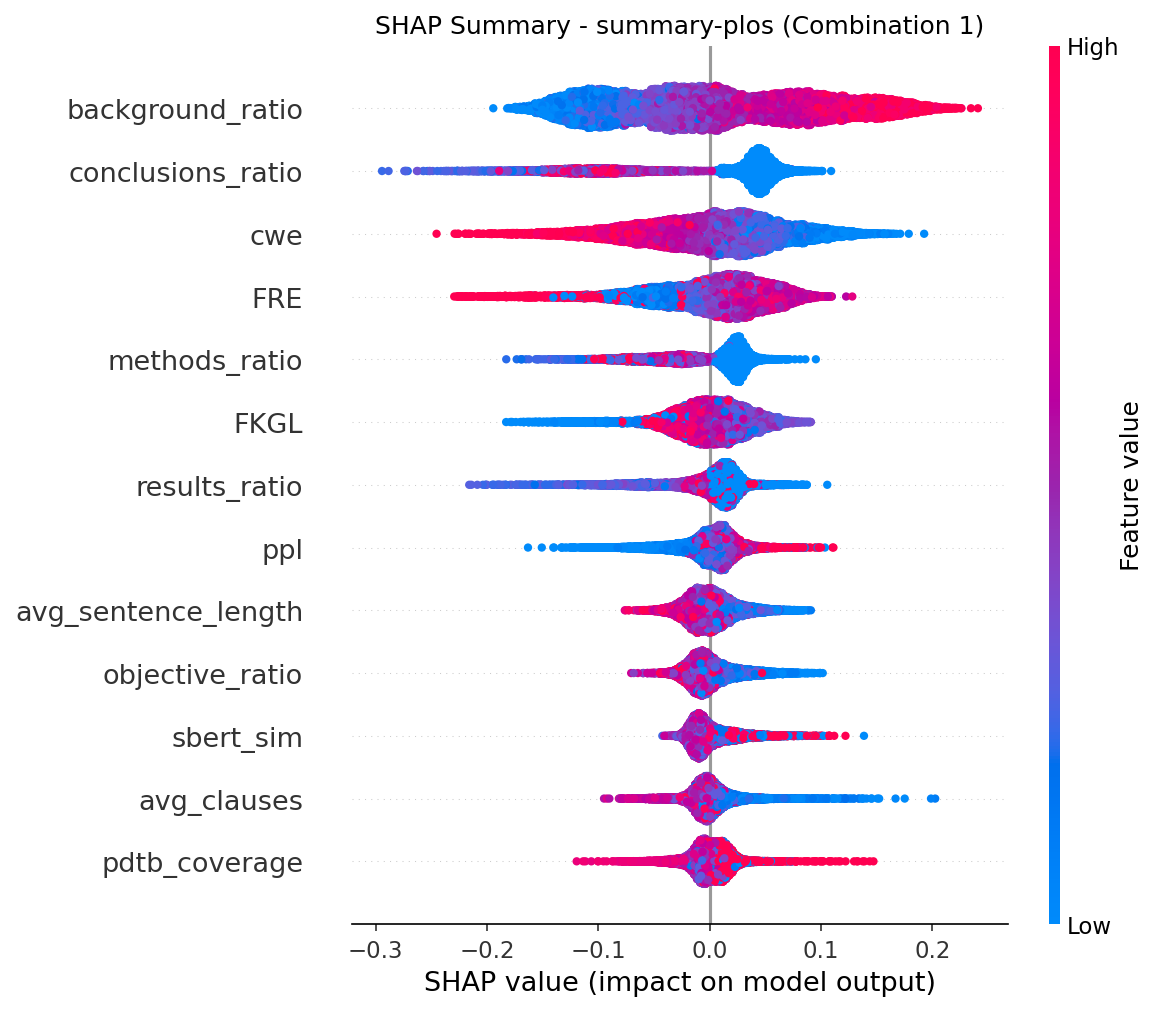 SHAP Summary - summary-plos (Combination 1)
High
background_ratio
conclusions_ratio
cwe
FRE
methods_ratio
FKGL
results_ratio
ppl
avg_sentence_length
objective_ratio
sbert_sim
avg_clauses
pdtb_coverage
Feature value
Low
−0.3 −0.2 −0.1 0.0 0.1 0.2
SHAP value (impact on model output)